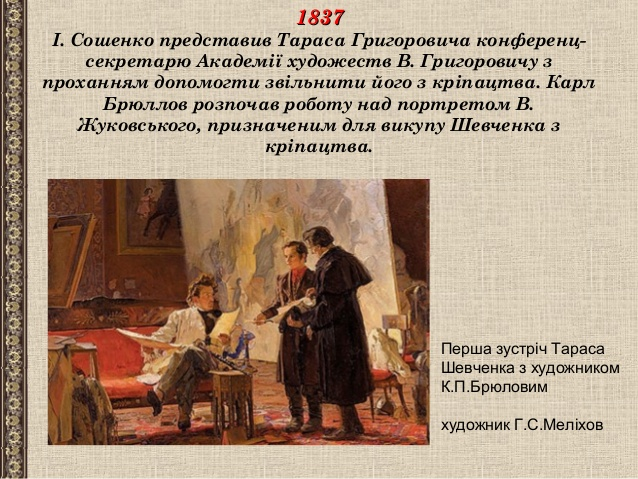 1837
І. Сошенко представив Тараса Григоровича конференц-
секретарю Академії художеств В. Григоровичу з
проханням допомогти звільнити його з кріпацтва. Карл
Брюллов розпочав роботу над портретом В.
Жуковського, призначеним для викупу Шевченка з
кріпацтва.
Перша зустріч Тараса
Шевченка з художником
К.П.Брюловим
художник Г.С.Меліхов